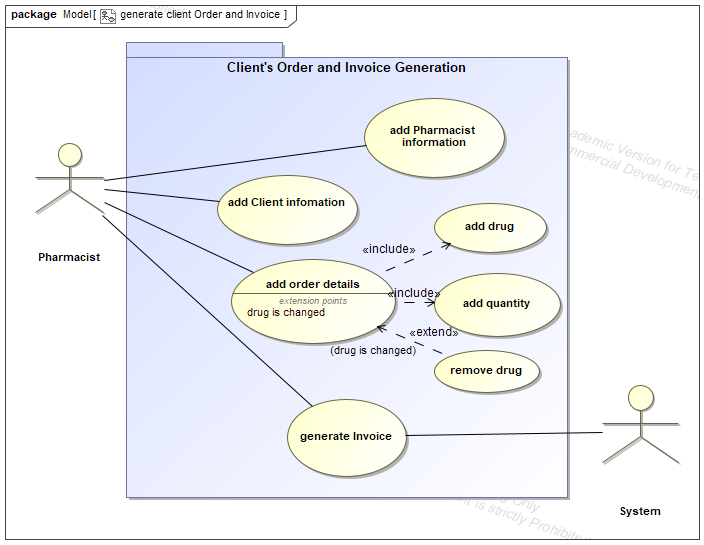 package Model[ generate client Order and Invoice ]
Client's Order and Invoice Generation
add Pharmacist
information
ademic Version for Te
mmercial Developmen
add Client infomation
add drug
Pharmacist
«include»
add order details
extension points
drug is changed
«include»
add quantity
«extend»
(drug is changed)
remove drug
generate Invoice
System
Only
ent is strictly Prohibite